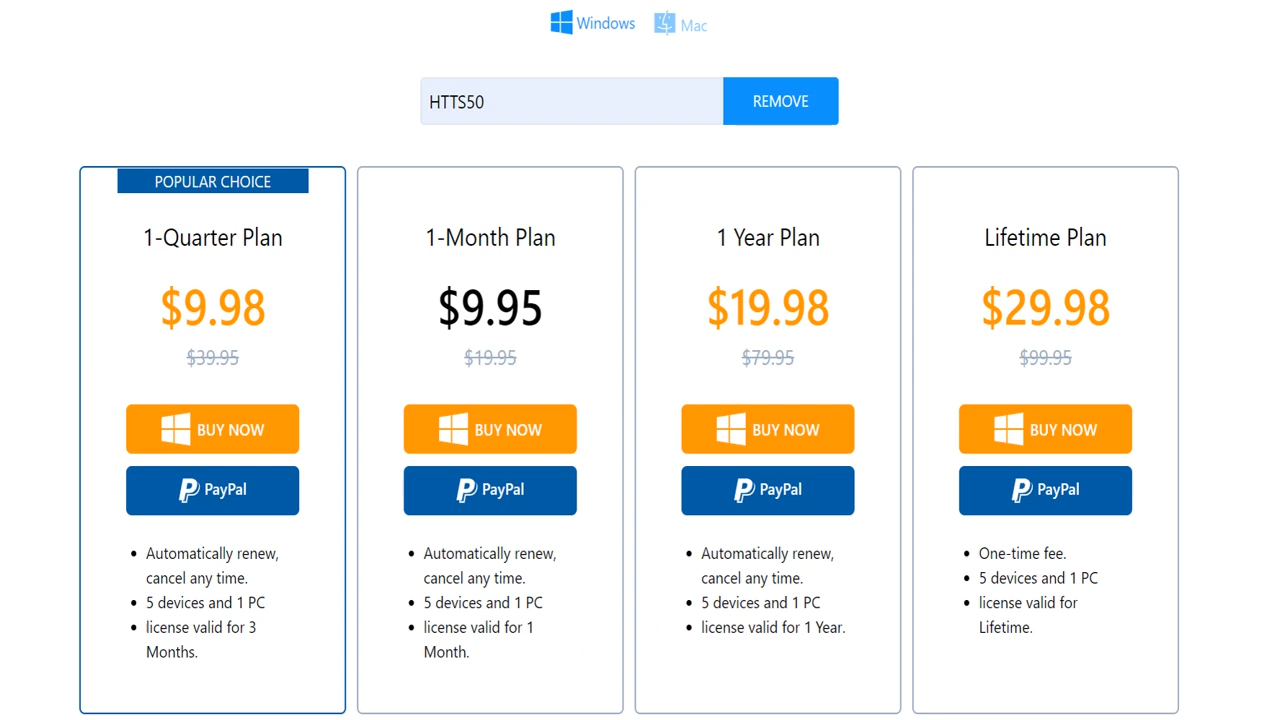 Windows
Mac
HTTS50
REMOVE
POPULAR CHOICE
1-Quarter Plan
$9.98
$39.95
BUY NOW
PayPal
• Automatically renew,
cancel any time.
• 5 devices and 1 PC
• license valid for 3
Months.
1-Month Plan
$9.95
$19.95
BUY NOW
PayPal
• Automatically renew,
cancel any time.
• 5 devices and 1 PC
• license valid for 1
Month.
1 Year Plan
$19.98
$79.95
BUY NOW
PayPal
• Automatically renew,
cancel any time.
• 5 devices and 1 PC
• license valid for 1 Year.
Lifetime Plan
$29.98
$99.95
BUY NOW
PayPal
• One-time fee.
• 5 devices and 1 PC
• license valid for
Lifetime.